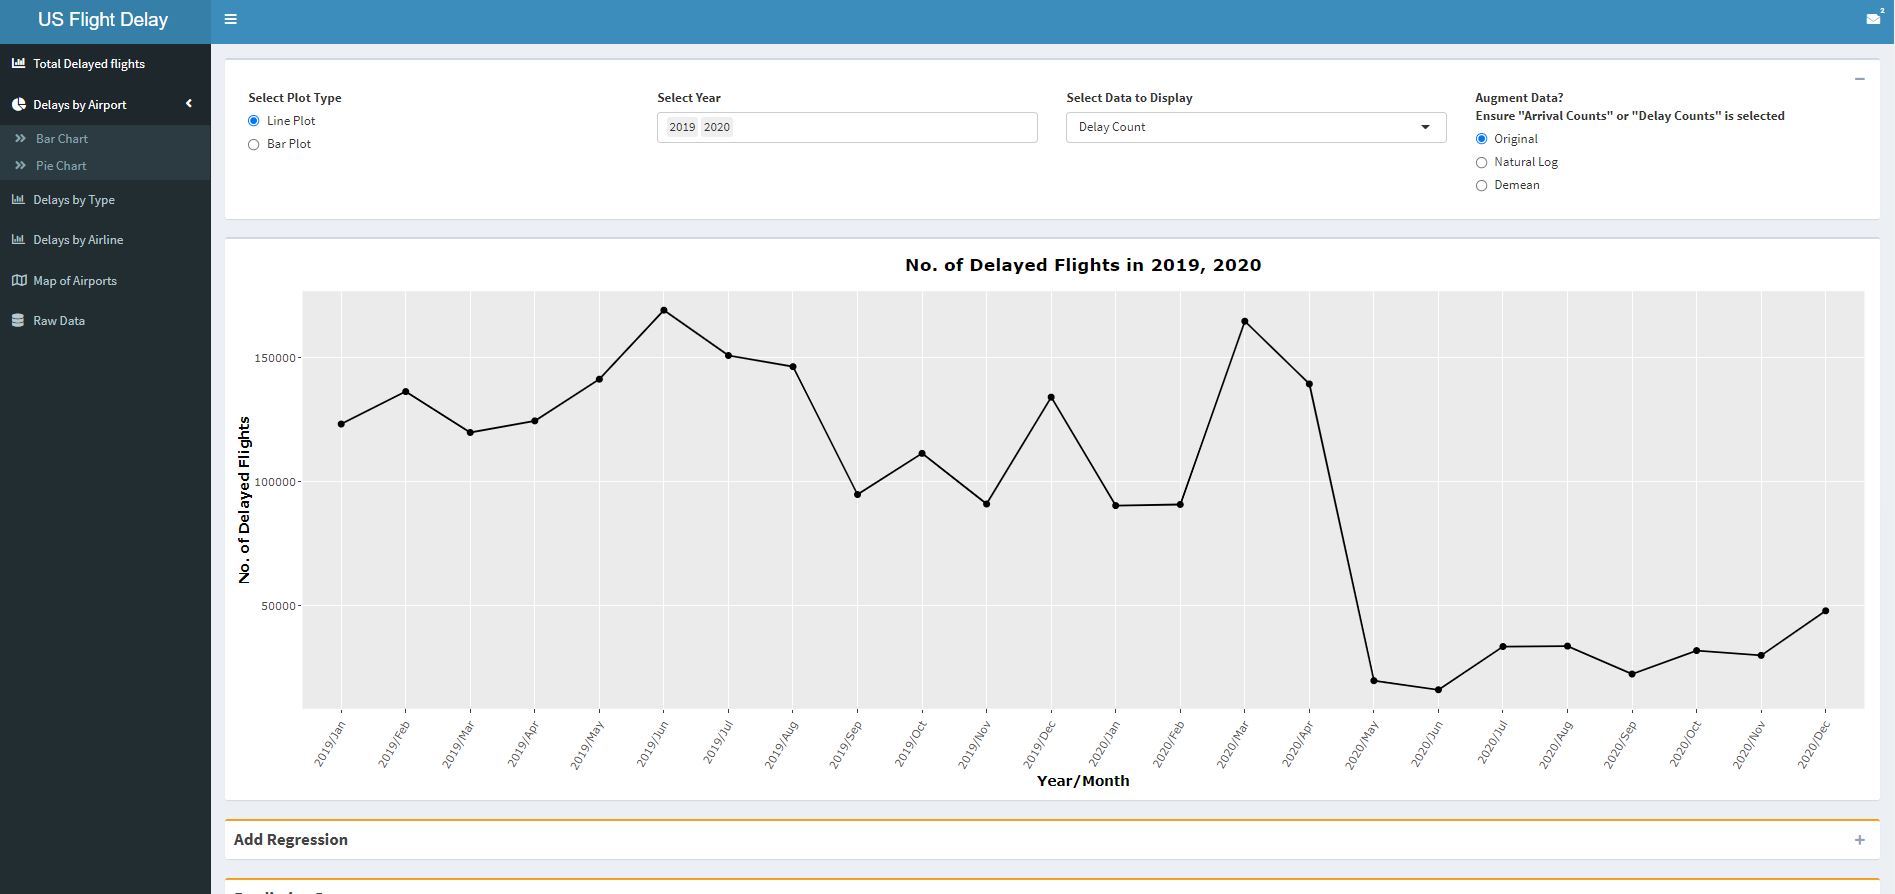 US Flight Delay
2
Total Delayed flights
Delays by Airport
Bar Chart
Pie Chart
Delays by Type
Delays by Airline
Map of Airports
Raw Data
Select Plot Type
Line Plot
Bar Plot
Select Year
2019 2020
Select Data to Display
Delay Count
Augment Data?
Ensure "Arrival Counts" or "Delay Counts" is selected
Original
Natural Log
Demean
No. of Delayed Flights in 2019, 2020
No. of Delayed Flights
150000
100000
50000
2019/Jan
2019/Feb
2019/Mar
2019/Apr
2019/May
2019/Jun
2019/Jul
2019/Aug
2019/Sep
2019/Oct
2019/Nov
2019/Dec
2020/Jan
2020/Feb
2020/Mar
2020/Apr
2020/May
2020/Jun
2020/Jul
2020/Aug
2020/Sep
2020/Oct
2020/Nov
2020/Dec
Year/Month
Add Regression